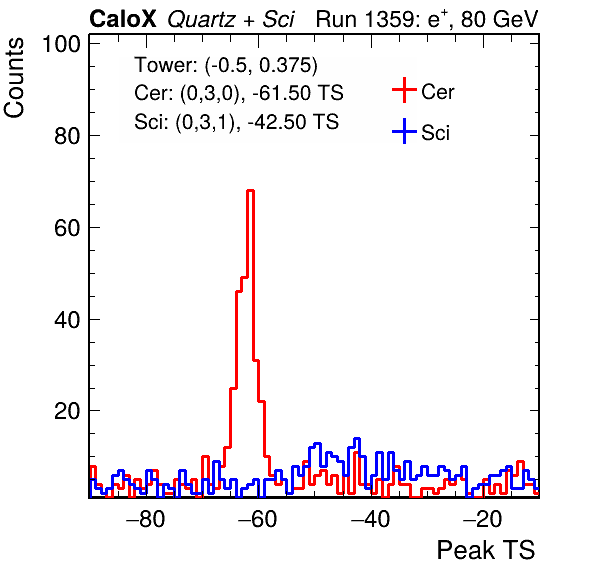 CaloX Quartz + Sci Run 1359: e⁺, 80 GeV
Counts
Tower: (-0.5, 0.375)
Cer: (0,3,0), -61.50 TS
Sci: (0,3,1), -42.50 TS
Cer
Sci
100
80
60
40
20
−80 −60 −40 −20
Peak TS